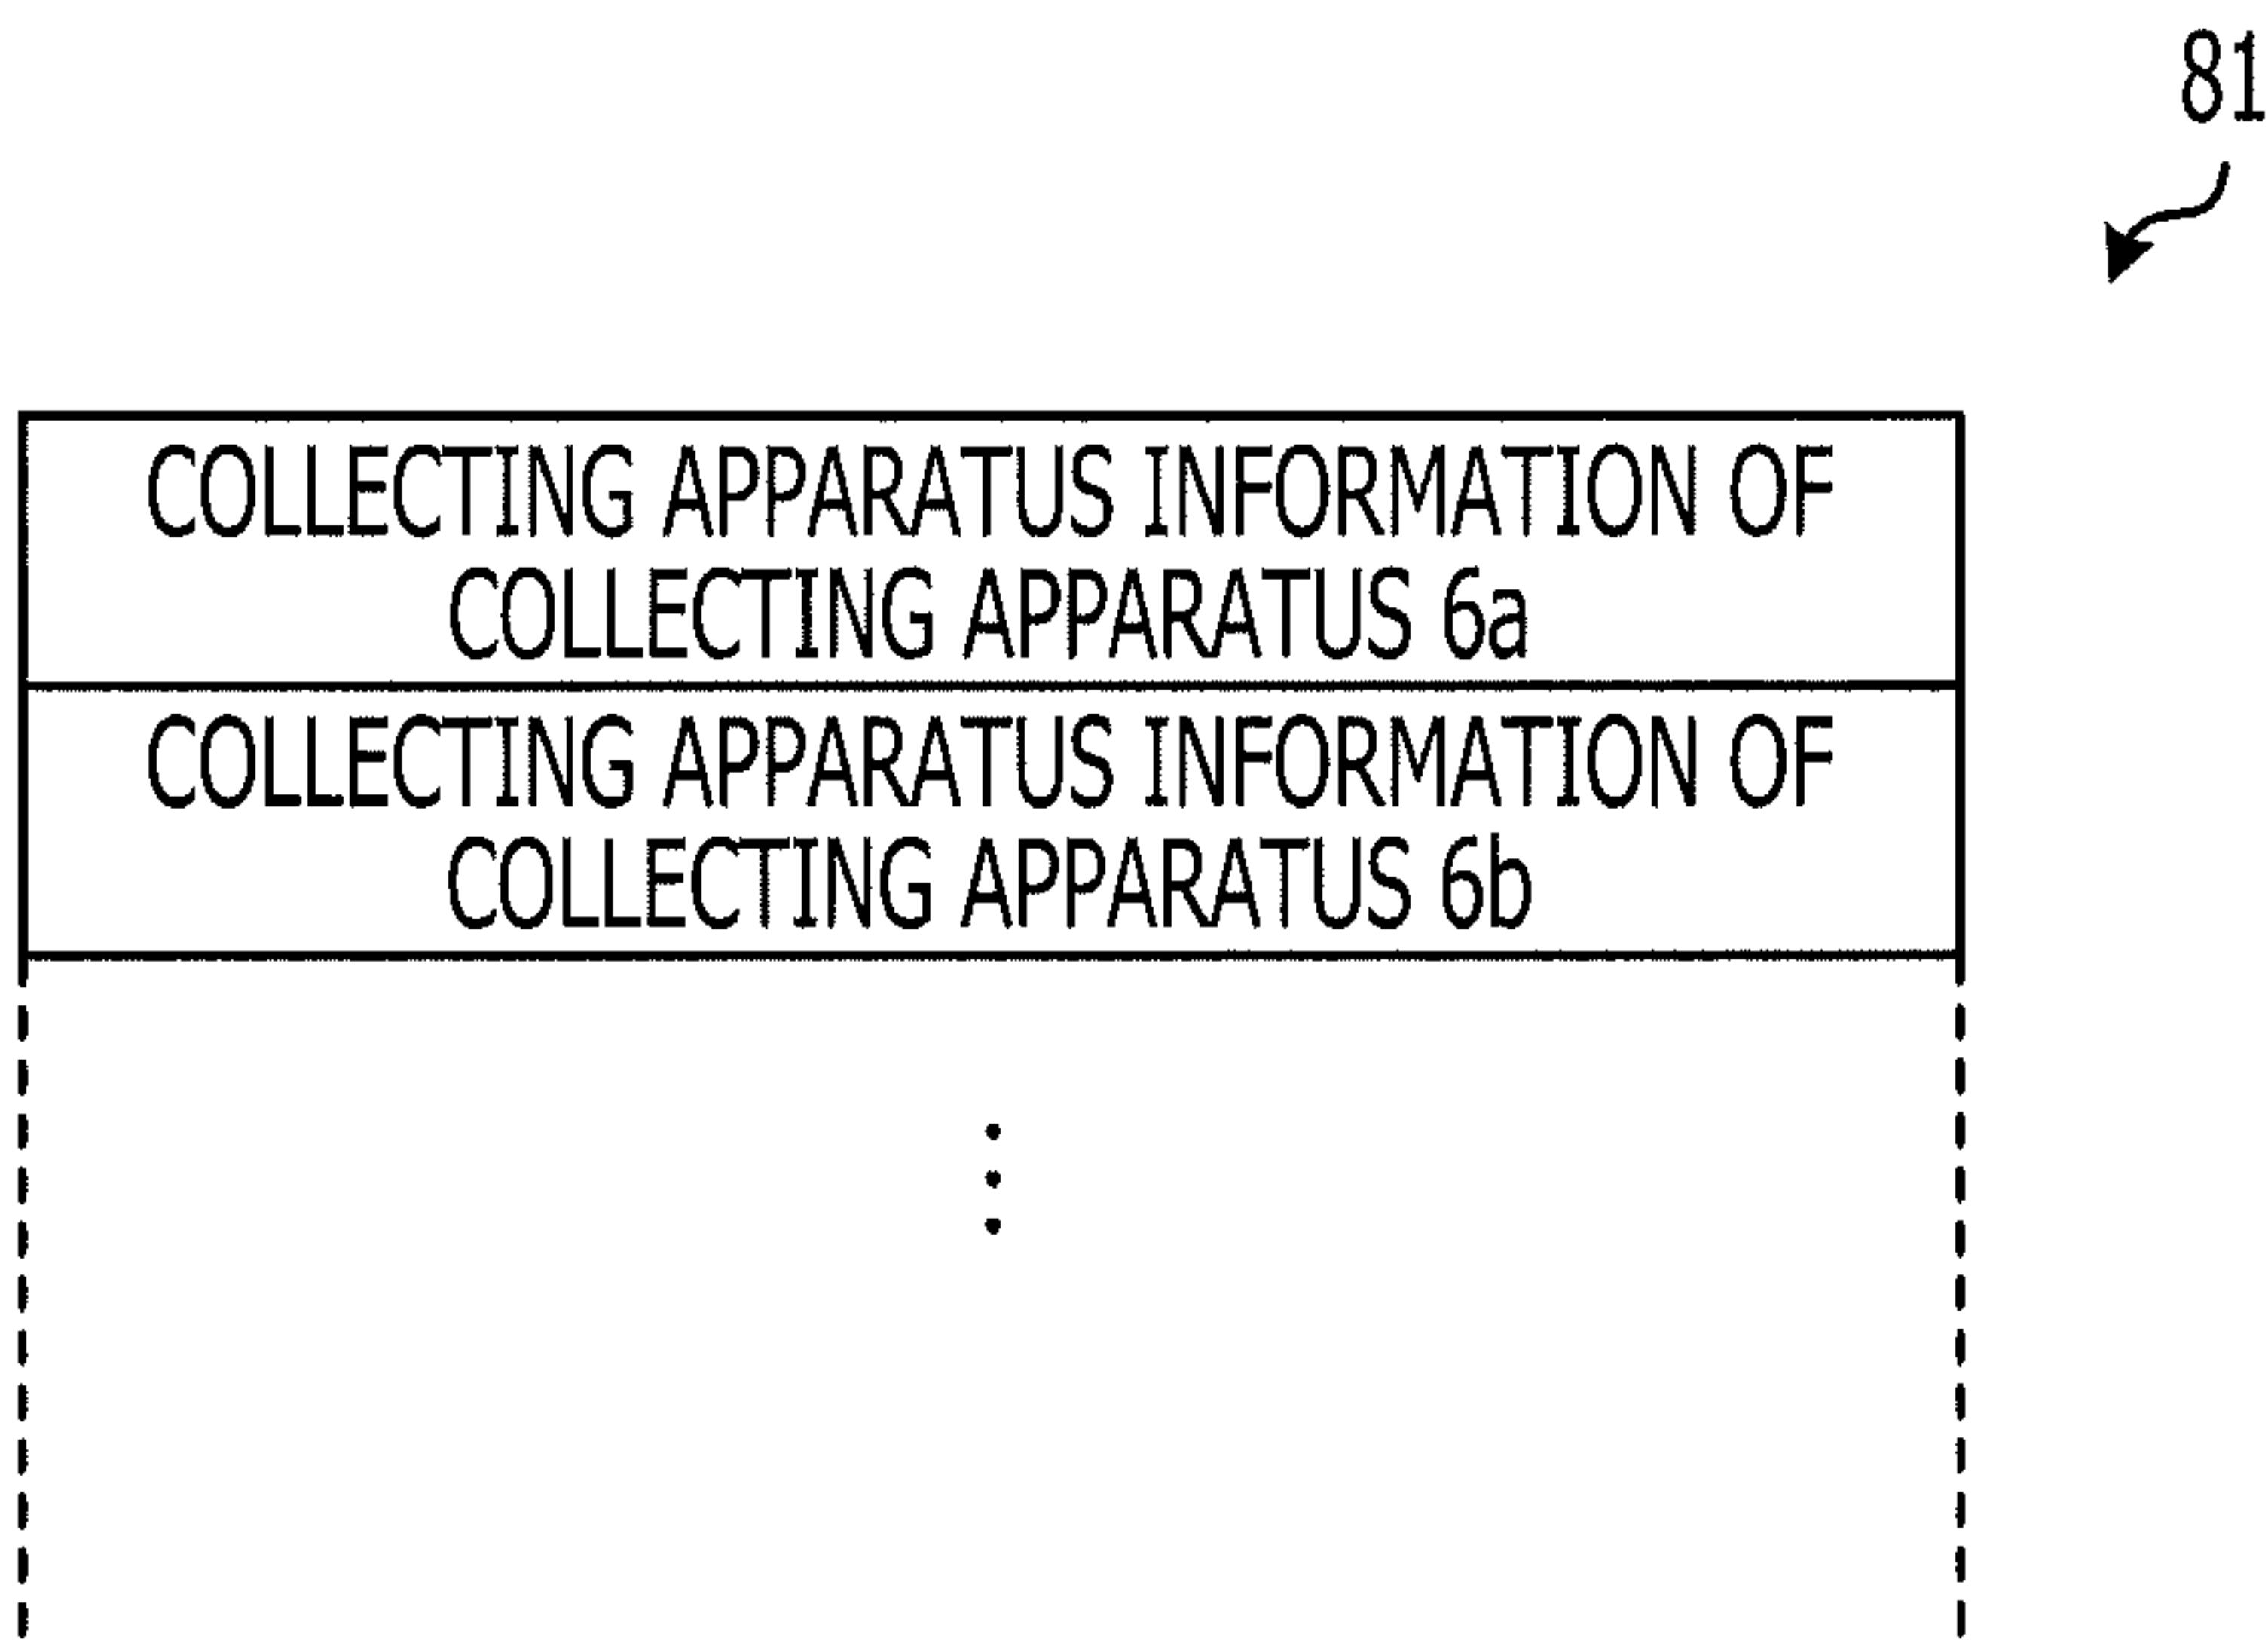 81
COLLECTING APPARATUS INFORMATION OF
COLLECTING APPARATUS 6a
COLLECTING APPARATUS INFORMATION OF
COLLECTING APPARATUS 6b